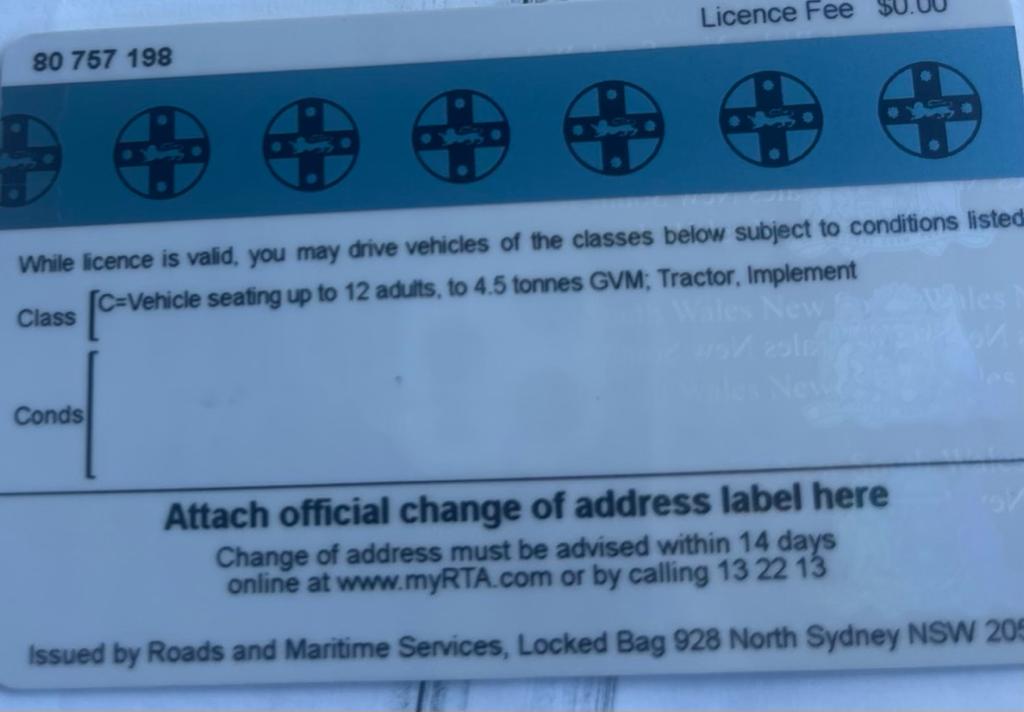 Licence Fee $0.00
80 757 198
While licence is valid, you may drive vehicles of the classes below subject to conditions listed
Class [C=Vehicle seating up to 12 adults, to 4.5 tonnes GVM; Tractor, Implement
Conds [
Attach official change of address label here
Change of address must be advised within 14 days
online at www.myRTA.com or by calling 13 22 13
Issued by Roads and Maritime Services, Locked Bag 928 North Sydney NSW 205